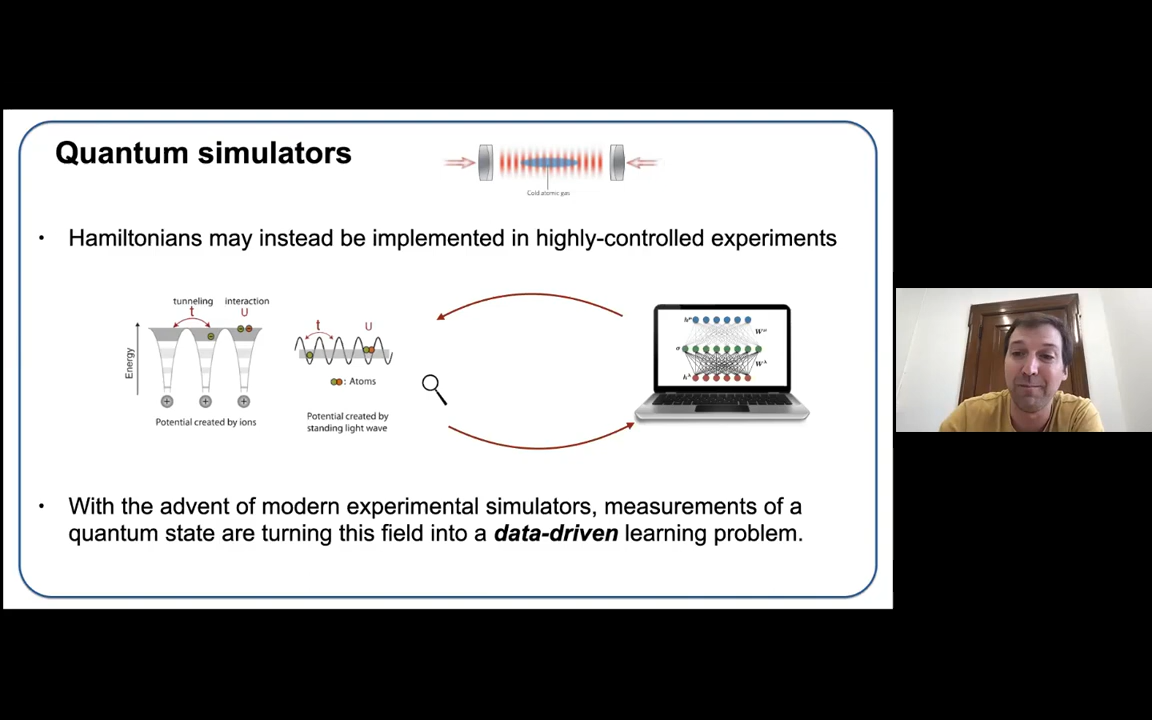 Quantum simulators
Cold atomic gas
• Hamiltonians may instead be implemented in highly-controlled experiments
tunneling interaction
t U
Energy
Potential created by ions
t U
: Atoms
Potential created by
standing light wave
σ
• With the advent of modern experimental simulators, measurements of a
quantum state are turning this field into a data-driven learning problem.